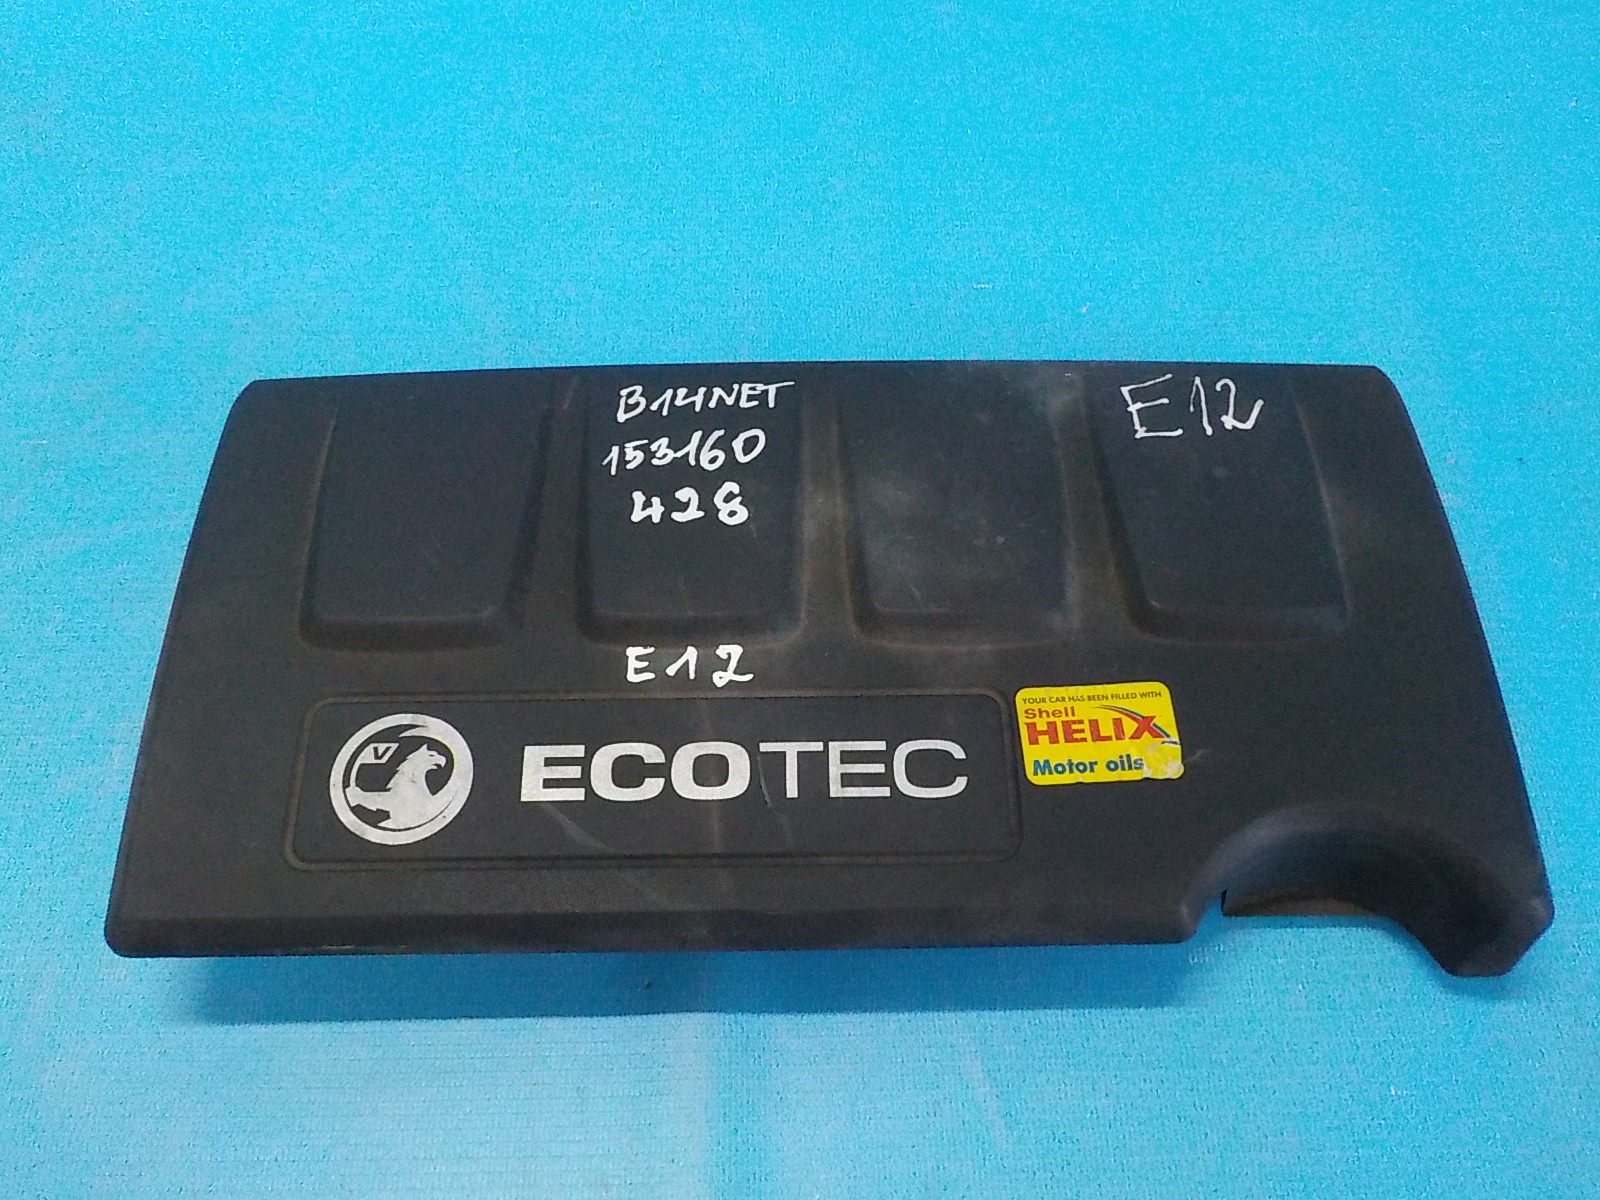 B14NET
153160
428
E12
E12
V
ECOTEC
YOUR CAR HAS BEEN FILLED WITH
Shell
HELIX
Motor oils